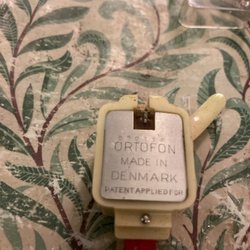 ORTOFON
MADE IN
DENMARK
PATENT APPLIED FOR